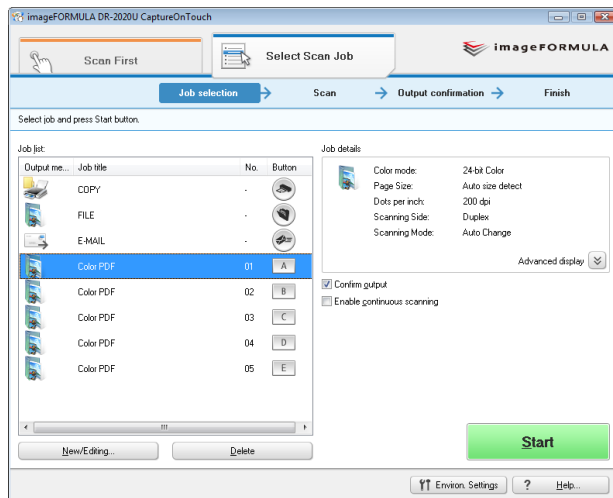 imageFORMULA DR-2020U CaptureOnTouch
Scan First
Select Scan Job
imageFORMULA
Job selection
Scan
Output confirmation
Finish
Select job and press Start button.
Job list:
Output me... Job title No. Button
COPY -
FILE -
E-MAIL -
Color PDF 01 A
Color PDF 02 B
Color PDF 03 C
Color PDF 04 D
Color PDF 05 E
New/Editing...
Delete
Job details
Color mode: 24-bit Color
Page Size: Auto size detect
Dots per inch: 200 dpi
Scanning Side: Duplex
Scanning Mode: Auto Change
Advanced display
Confirm output
Enable continuous scanning
Start
Environ. Settings
? Help...